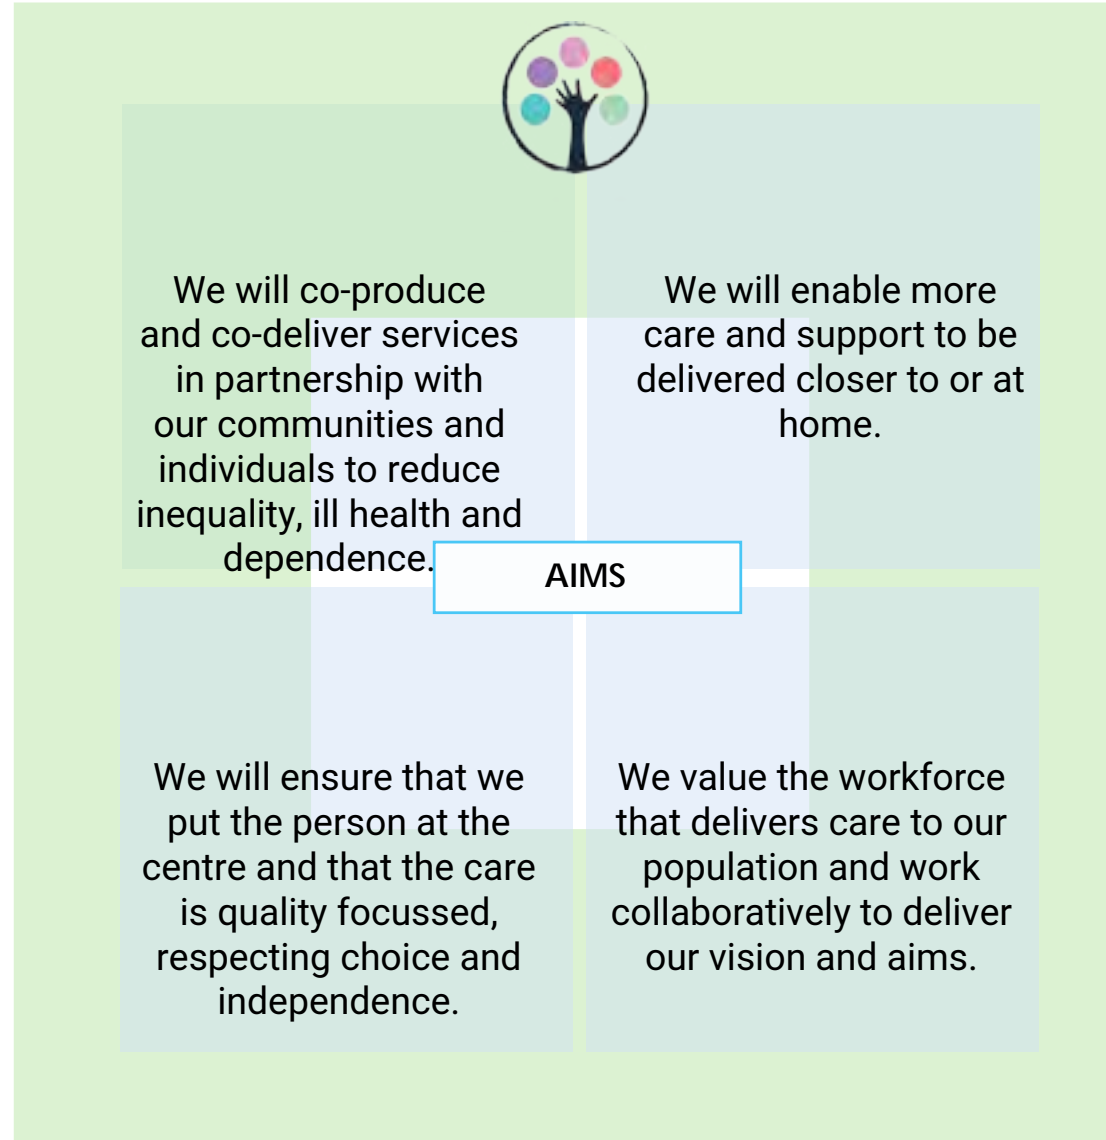 We will co-produce
and co-deliver services
in partnership with
our communities and
individuals to reduce
inequality, ill health and
dependence.
We will enable more
care and support to be
delivered closer to or at
home.
AIMS
We will ensure that we
put the person at the
centre and that the care
is quality focussed,
respecting choice and
independence.
We value the workforce
that delivers care to our
population and work
collaboratively to deliver
our vision and aims.